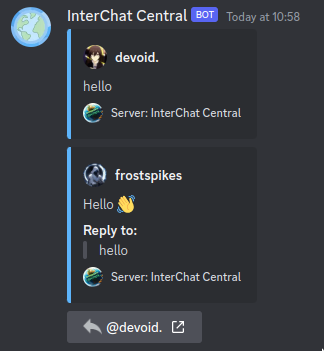 InterChat Central BOT Today at 10:58
devoid.
hello
Server: InterChat Central
frostspikes
Hello 👋
Reply to:
hello
Server: InterChat Central
@devoid.